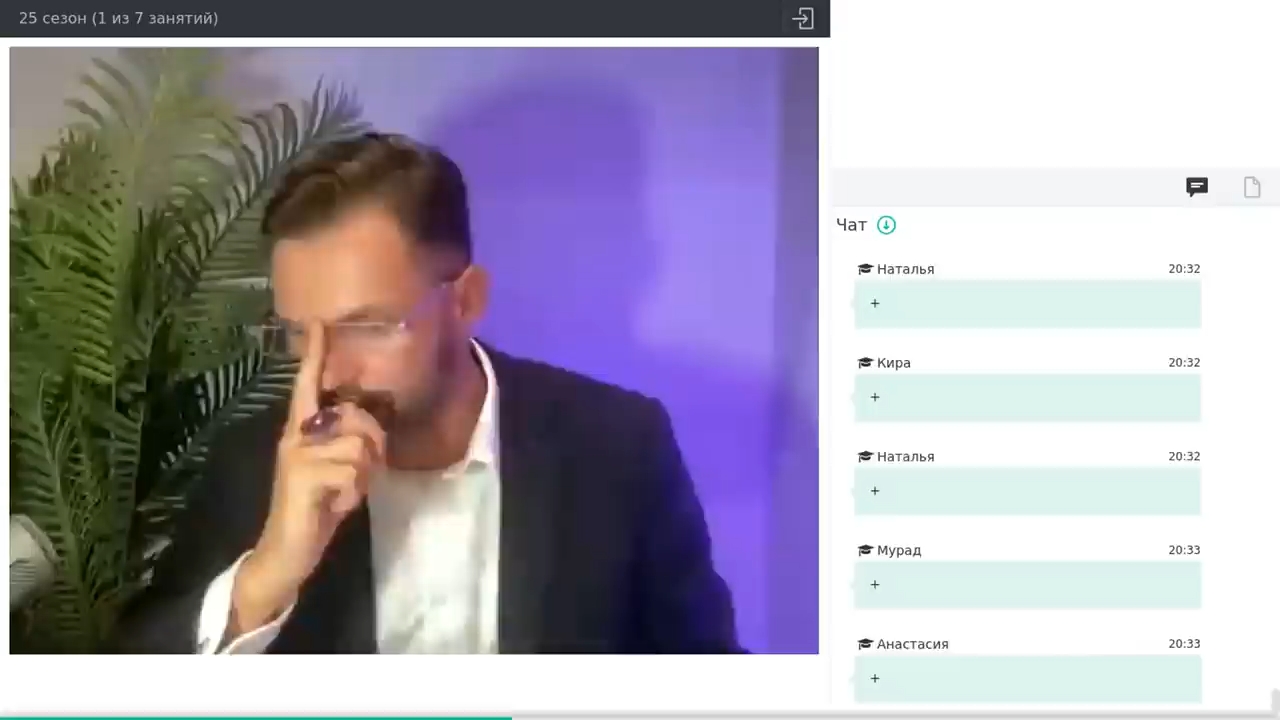 25 сезон (1 из 7 занятий)
Чат
Наталья 20:32
+
Кира 20:32
+
Наталья 20:32
+
Мурад 20:33
+
Анастасия 20:33
+